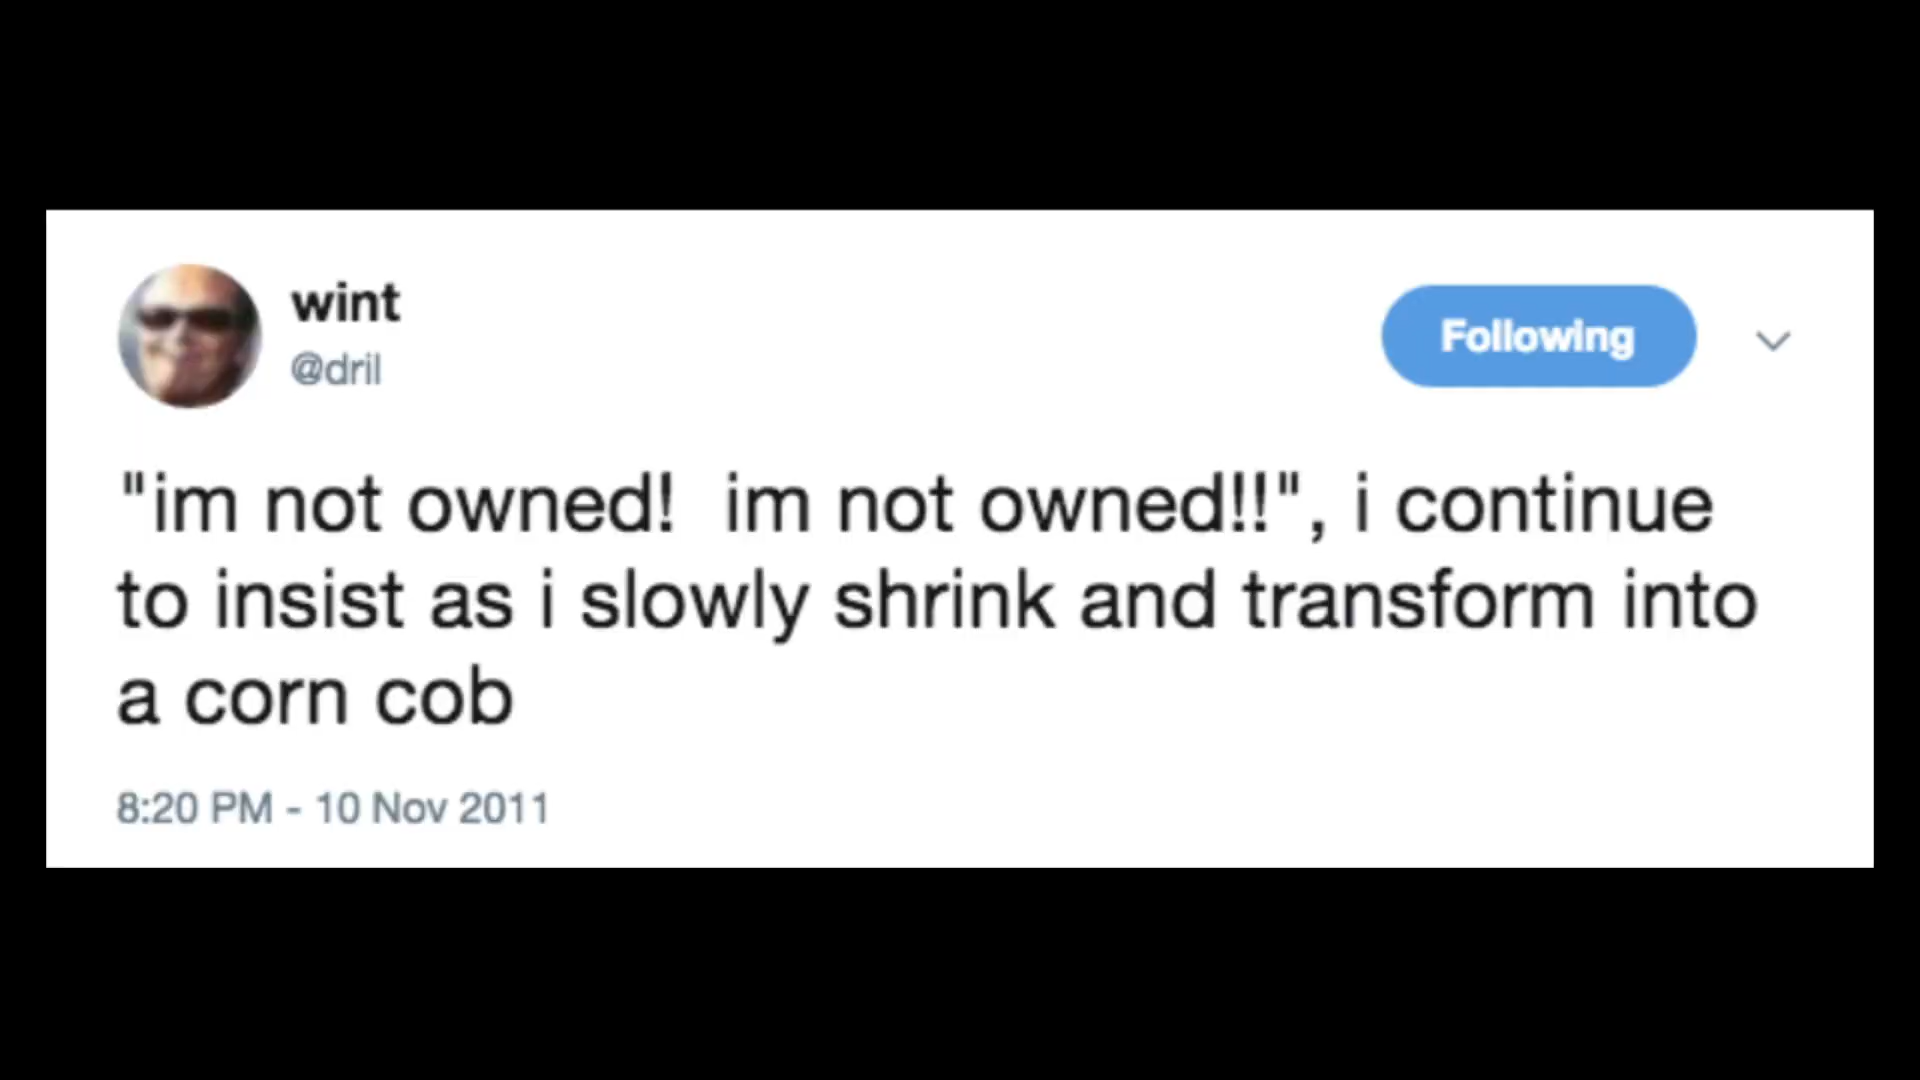 wint
@dril
Following
"im not owned!  im not owned!!", i continue
to insist as i slowly shrink and transform into
a corn cob
8:20 PM - 10 Nov 2011